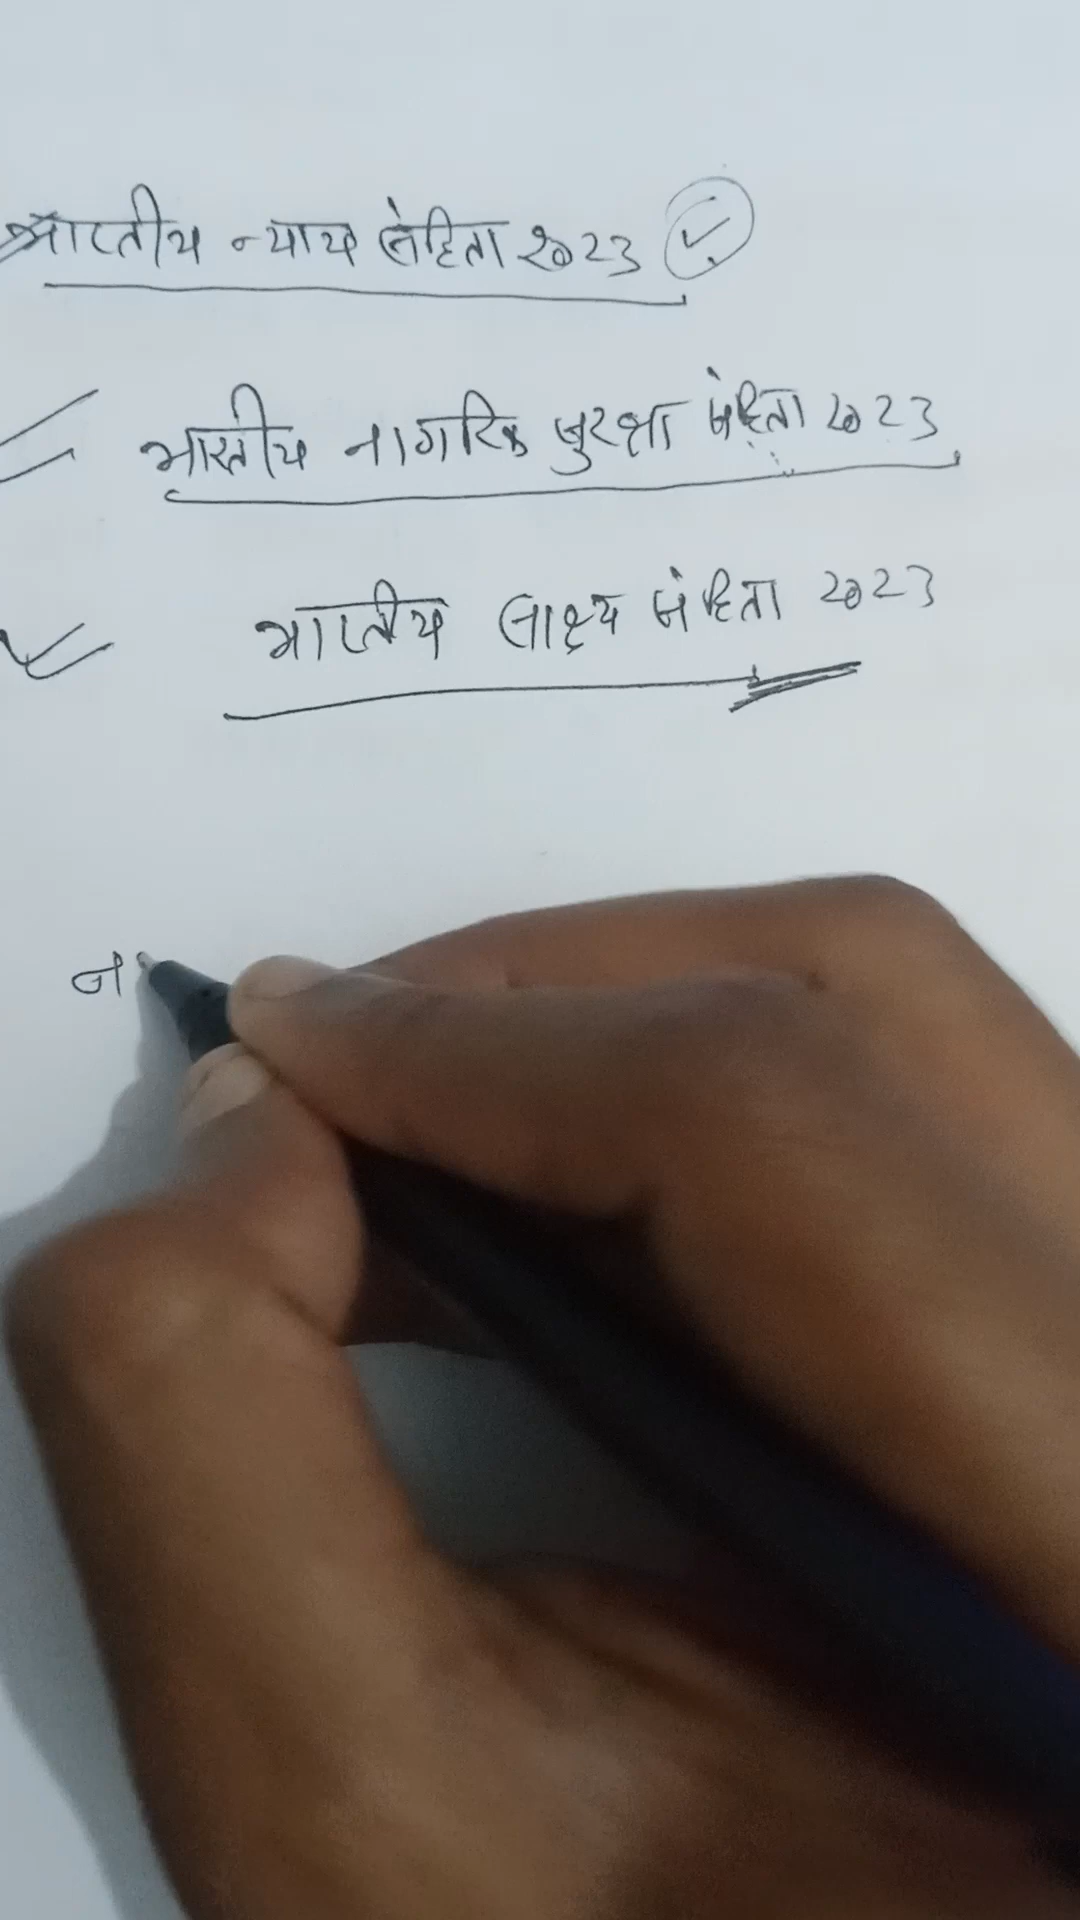 भारतीय न्याय संहिता 2023
भारतीय नागरिक सुरक्षा संहिता 2023
भारतीय साक्ष्य संहिता 2023
न